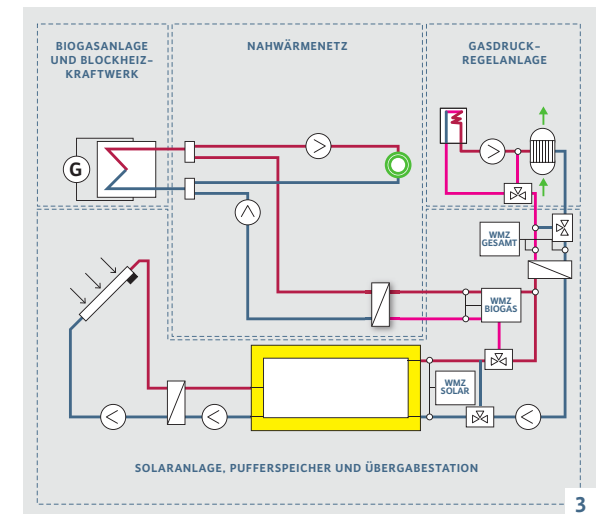 BIOGASANLAGE
UND BLOCKHEIZ–
KRAFTWERK
NAHWÄRMENETZ
GASDRUCK–
REGELANLAGE
G
WMZ
GESAMT
WMZ
BIOGAS
WMZ
SOLAR
SOLARANLAGE, PUFFERSPEICHER UND ÜBERGABESTATION
3